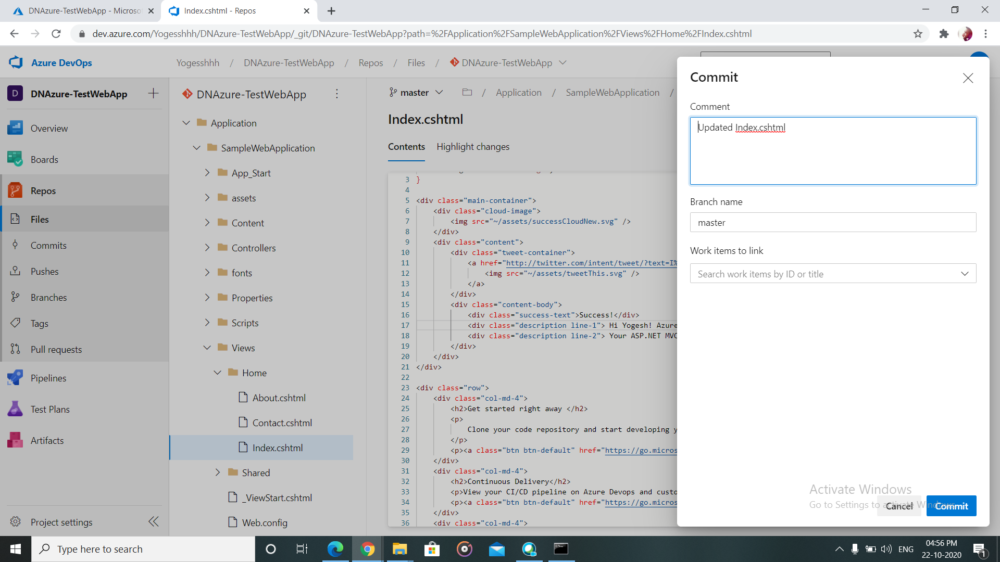 DNAzure-TestWebApp - Microso
Index.cshtml - Repos
dev.azure.com/Yogesshhh/DNAzure-TestWebApp/_git/DNAzure-TestWebApp?path=%2FApplication%2FSampleWebApplication%2FViews%2FHome%2FIndex.cshtml
Azure DevOps
Yogesshhh / DNAzure-TestWebApp / Repos / Files / DNAzure-TestWebApp
D DNAzure-TestWebApp
Overview
Boards
Repos
Files
Commits
Pushes
Branches
Tags
Pull requests
Pipelines
Test Plans
Artifacts
Project settings
DNAzure-TestWebApp
Application
SampleWebApplication
App_Start
assets
Content
Controllers
fonts
Properties
Scripts
Views
Home
About.cshtml
Contact.cshtml
Index.cshtml
Shared
_ViewStart.cshtml
Web.config
master / Application / SampleWebApplication /
Index.cshtml
Contents Highlight changes
3 }
4
5 <div class="main-container">
6 <div class="cloud-image">
7 <img src="~/assets/successCloudNew.svg" />
8 </div>
9 <div class="content">
10 <div class="tweet-container">
11 <a href="http://twitter.com/intent/tweet/?text=I%
12 <img src="~/assets/tweetThis.svg" />
13 </a>
14 </div>
15 <div class="content-body">
16 <div class="success-text">Success!</div>
17 <div class="description line-1"> Hi Yogesh! Azure
18 <div class="description line-2"> Your ASP.NET MVC
19 </div>
20 </div>
21 </div>
22
23 <div class="row">
24 <div class="col-md-4">
25 <h2>Get started right away </h2>
26 <p>
27 Clone your code repository and start developing y
28 </p>
29 <p><a class="btn btn-default" href="https://go.micros
30 </div>
31 <div class="col-md-4">
32 <h2>Continuous Delivery</h2>
33 <p>View your CI/CD pipeline on Azure Devops and custo
34 <p><a class="btn btn-default" href="https://go.micros
35 </div>
36 <div class="col-md-4">
Commit
Comment
Updated Index.cshtml
Branch name
master
Work items to link
Search work items by ID or title
Activate Windows
Go to Settings to activate Windows.
Cancel
Commit
Type here to search
ENG
04:56 PM
22-10-2020
1